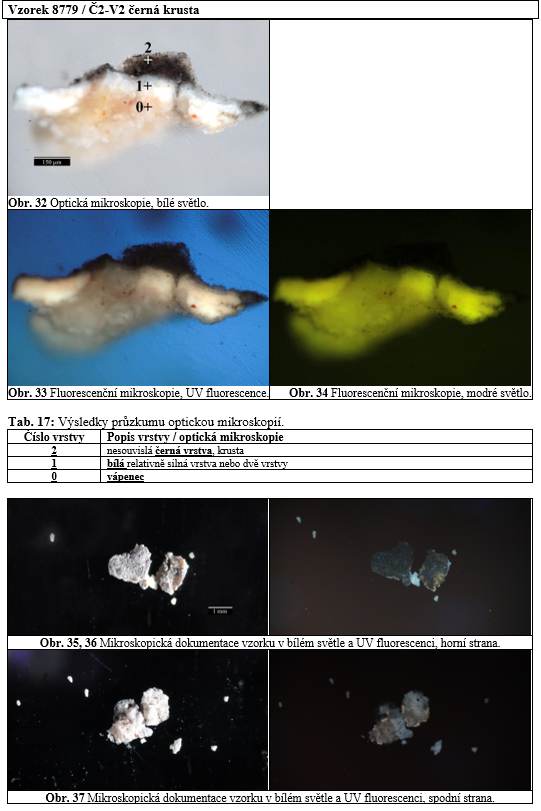 Vzorek 8779 / Č2-V2 černá krusta
2
1+
0+
150 μm
Obr. 32 Optická mikroskopie, bílé světlo.
Obr. 33 Fluorescenční mikroskopie, UV fluorescence.
Obr. 34 Fluorescenční mikroskopie, modré světlo.
Tab. 17: Výsledky průzkumu optickou mikroskopií.
Číslo vrstvy Popis vrstvy / optická mikroskopie
2 nesouvislá černá vrstva, krusta
1 bílá relativně silná vrstva nebo dvě vrstvy
0 vápenec
1 mm
Obr. 35, 36 Mikroskopická dokumentace vzorku v bílém světle a UV fluorescenci, horní strana.
Obr. 37 Mikroskopická dokumentace vzorku v bílém světle a UV fluorescenci, spodní strana.